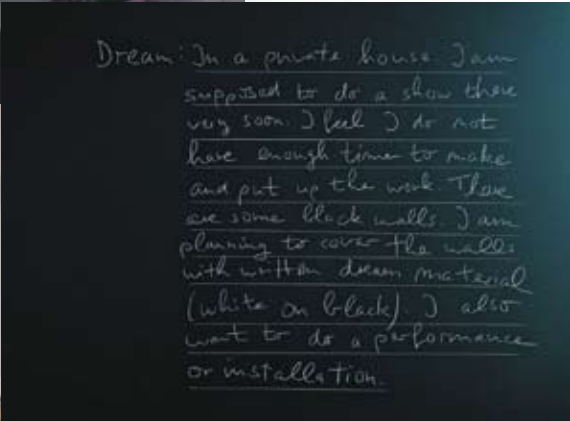 Dream: In a private house. I am
supposed to do a show there
very soon. I feel I do not
have enough time to make
and put up the work. There
are some black walls. I am
planning to cover the walls
with written dream material
(white on black). I also
want to do a performance
or installation.